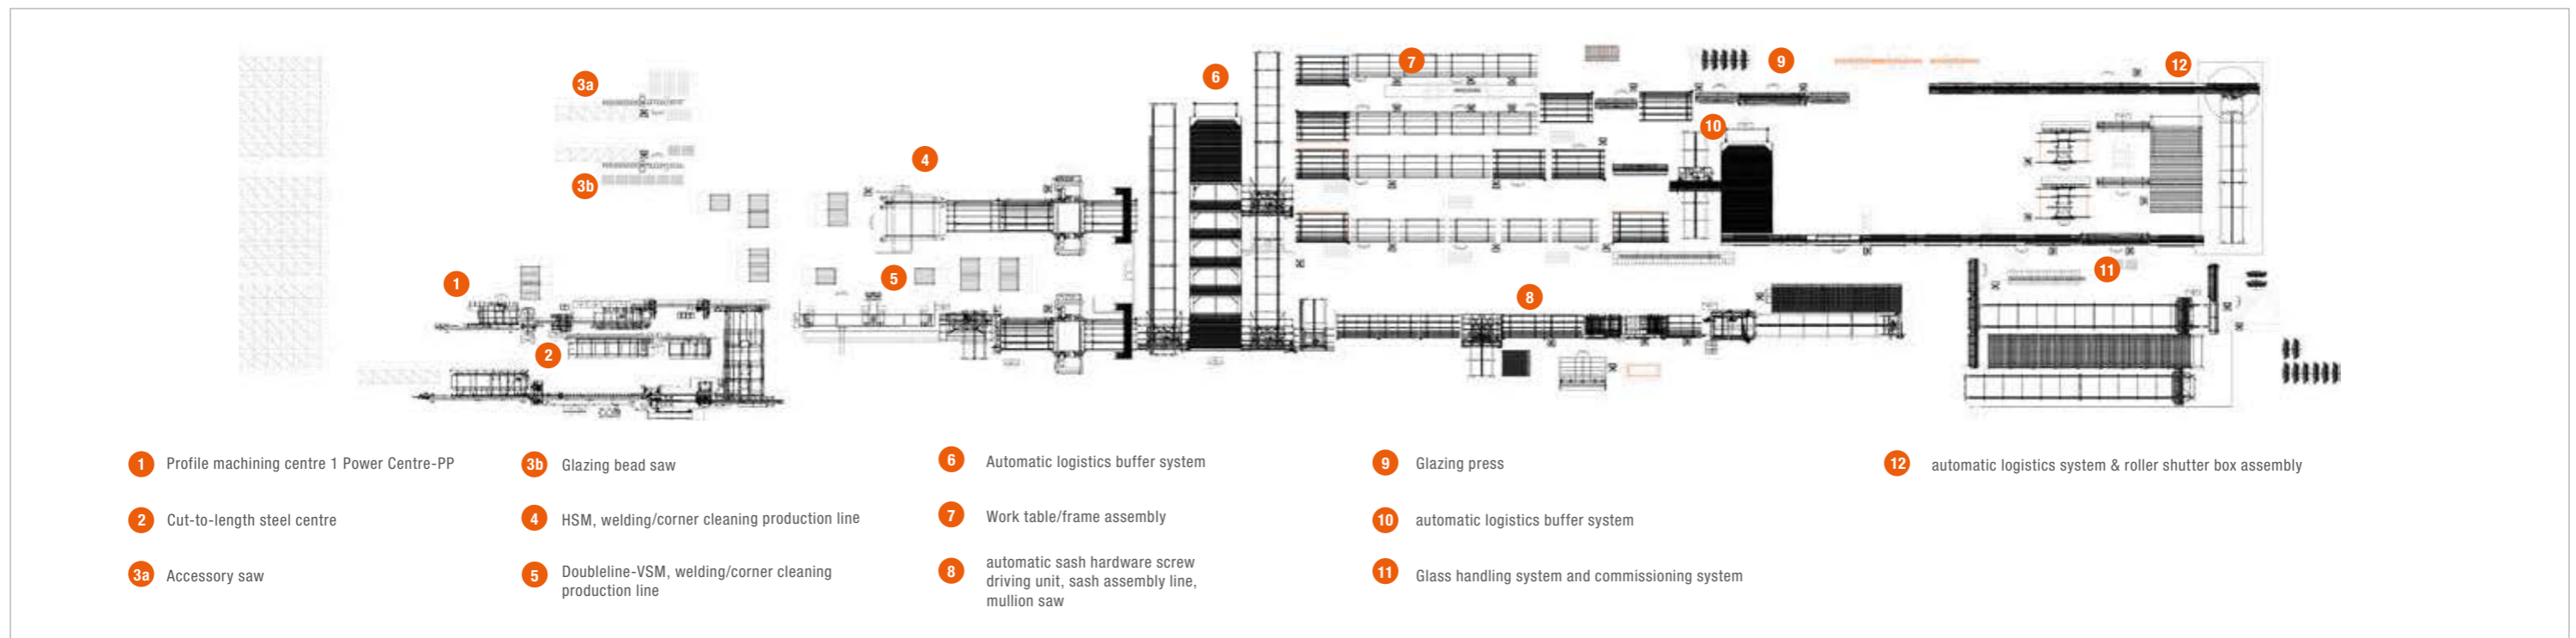 3a
6
7
9
12
10
4
3b
5
1
11
8
2
1 Profile machining centre 1 Power Centre-PP
2 Cut-to-length steel centre
3a Accessory saw
3b Glazing bead saw
4 HSM, welding/corner cleaning production line
5 Doubleline-VSM, welding/corner cleaning
production line
6 Automatic logistics buffer system
7 Work table/frame assembly
8 automatic sash hardware screw
driving unit, sash assembly line,
mullion saw
9 Glazing press
10 automatic logistics buffer system
11 Glass handling system and commissioning system
12 automatic logistics system & roller shutter box assembly